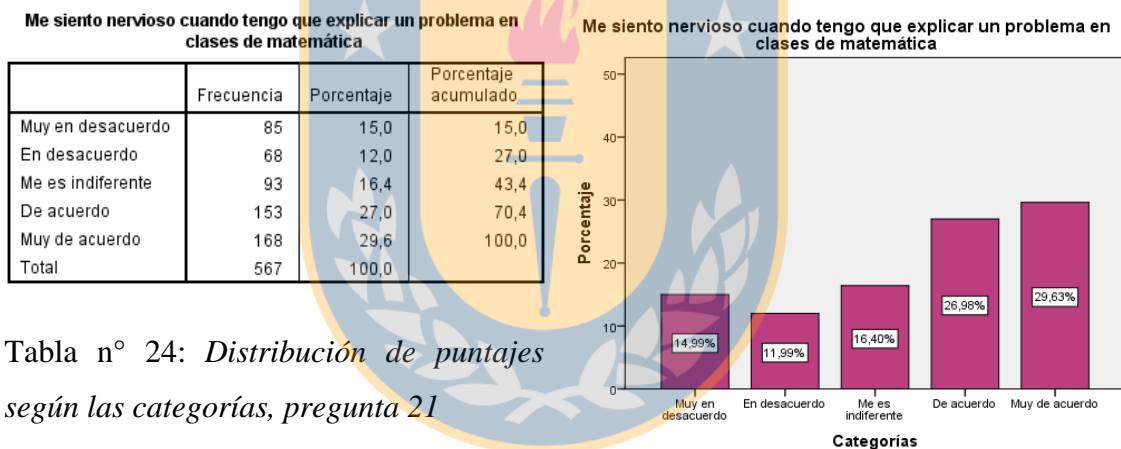 Me siento nervioso cuando tengo que explicar un problema en
clases de matemática
Frecuencia Porcentaje Porcentaje acumulado
Muy en desacuerdo 85 15,0 15,0
En desacuerdo 68 12,0 27,0
Me es indiferente 93 16,4 43,4
De acuerdo 153 27,0 70,4
Muy de acuerdo 168 29,6 100,0
Total 567 100,0
Tabla n° 24: Distribución de puntajes
según las categorías, pregunta 21
Me siento nervioso cuando tengo que explicar un problema en
clases de matemática
Porcentaje
50
40
30
20
10
0
14,99%
11,99%
16,40%
26,98%
29,63%
Muy en desacuerdo
En desacuerdo
Me es indiferente
De acuerdo
Muy de acuerdo
Categorías